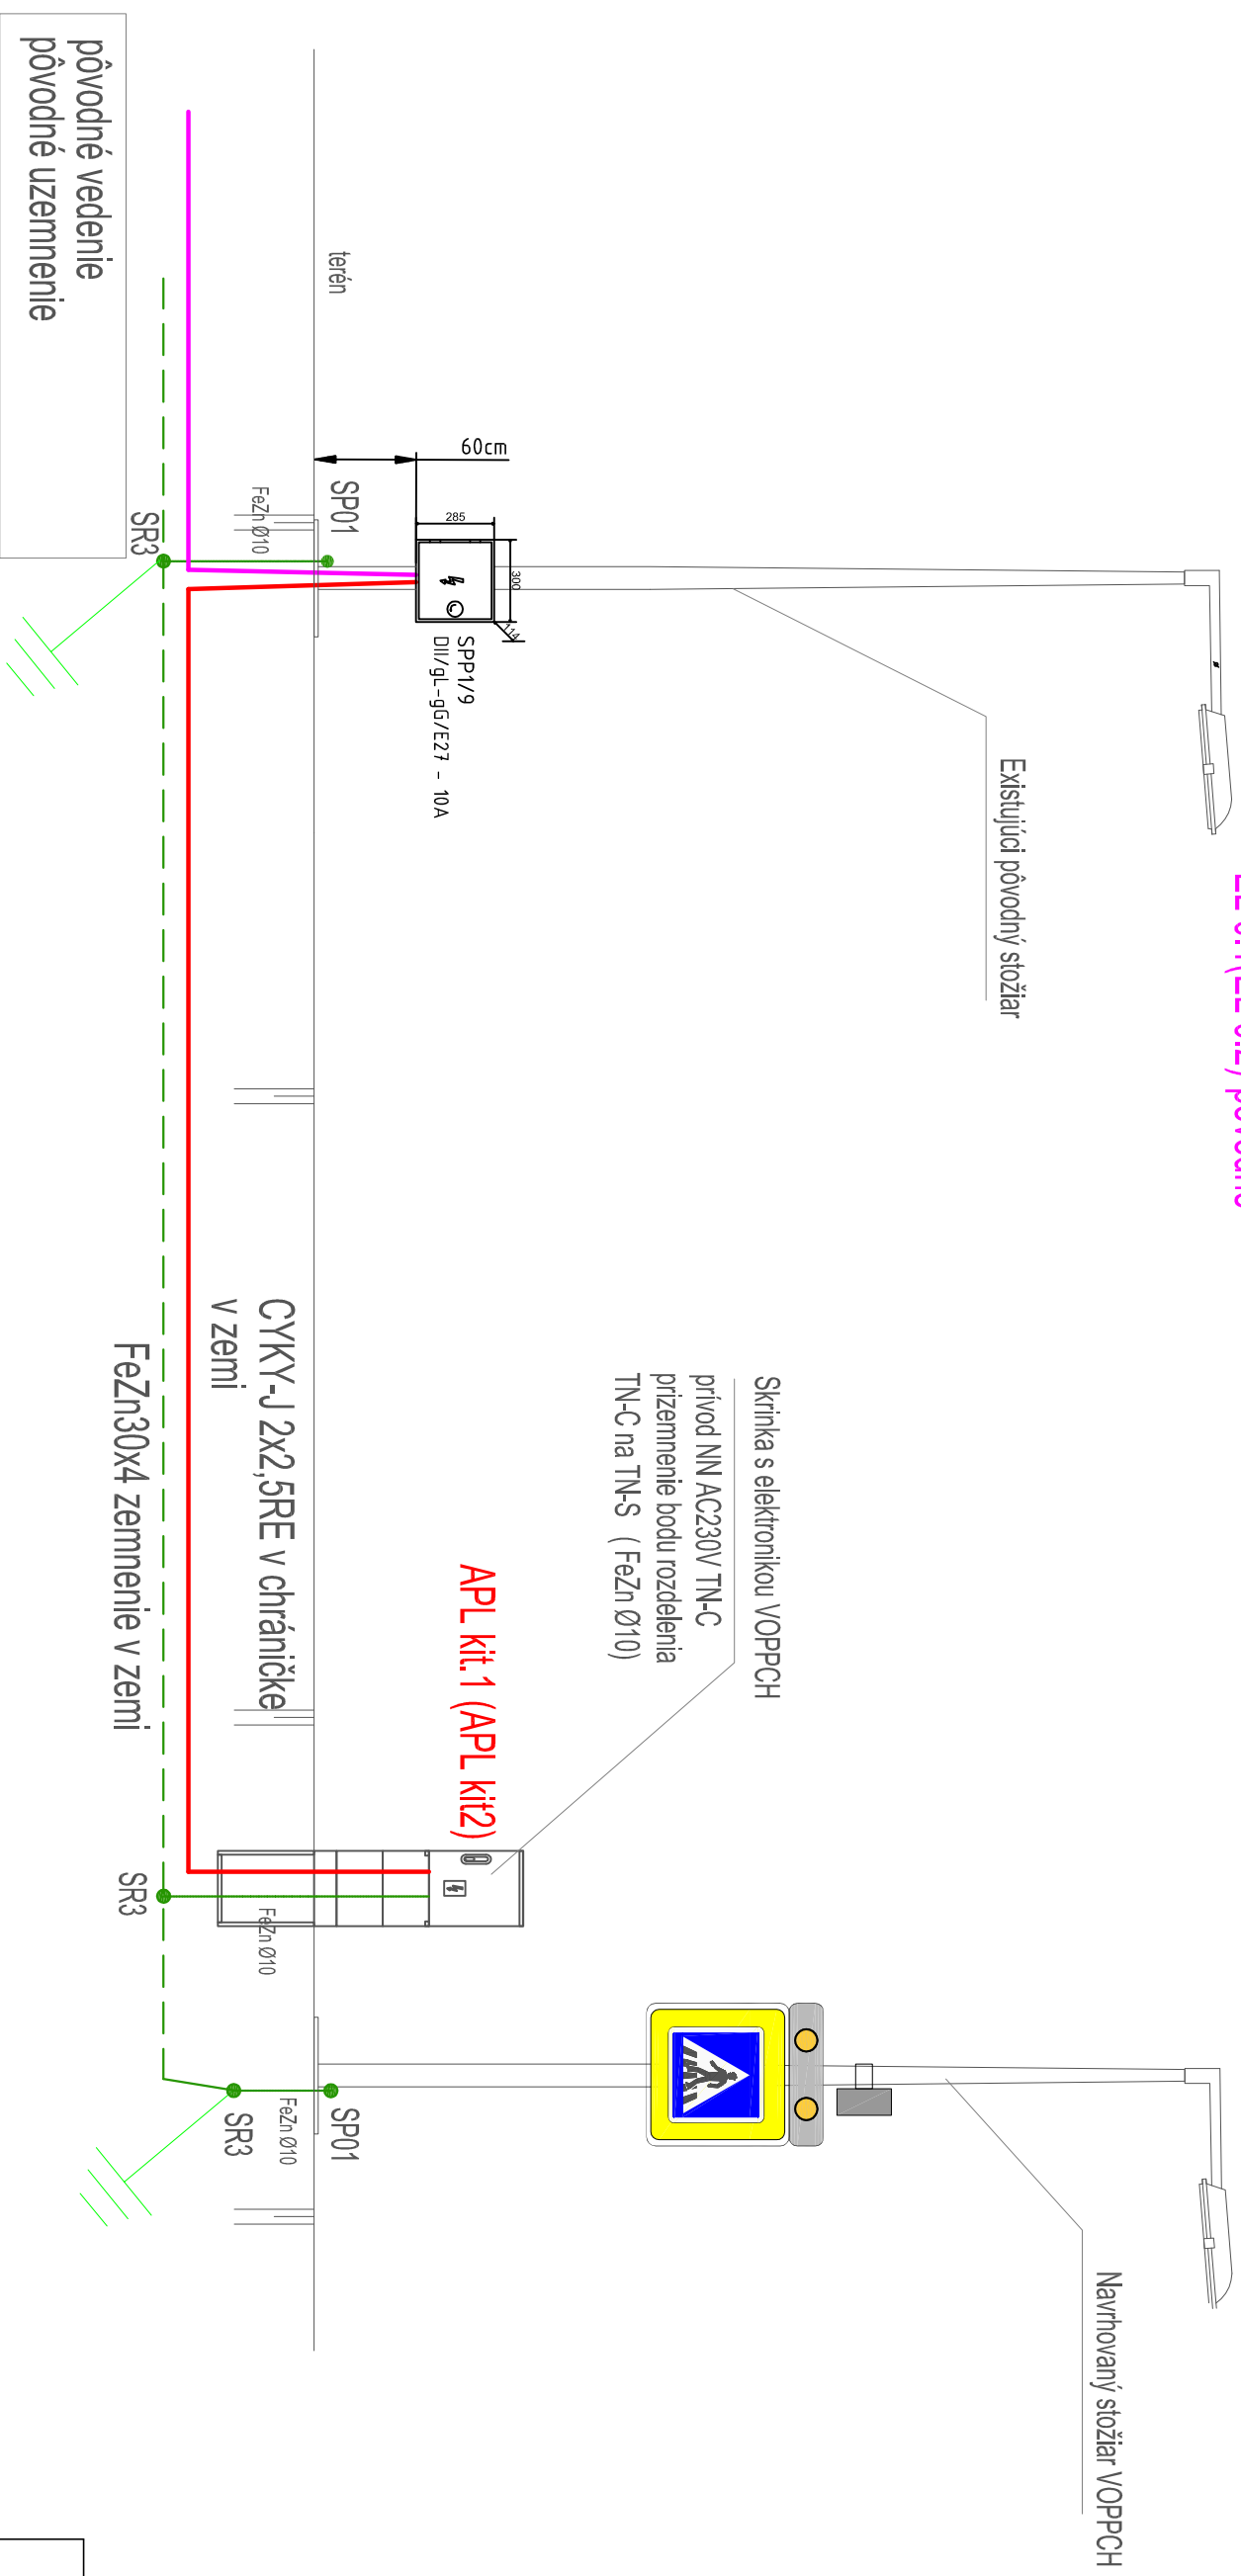 Existujúci pôvodný stožiar
Navrhovaný stožiar VOPPCH
Skrinka s elektronikou VOPPCH
prívod NN AC230V TN-C
prizemnenie bodu rozdelenia
TN-C na TN-S ( FeZn Ø10)
60cm
285
300
114
SPP1/9
DII/gL-gG/E27 - 10A
APL kit.1 (APL kit2)
terén
SP01
SP01
FeZn Ø10
CYKY-J 2x2,5RE v chráničke
v zemi
FeZn Ø10
FeZn Ø10
SR3
SR3
SR3
FeZn30x4 zemnenie v zemi
pôvodné vedenie
pôvodné uzemnenie